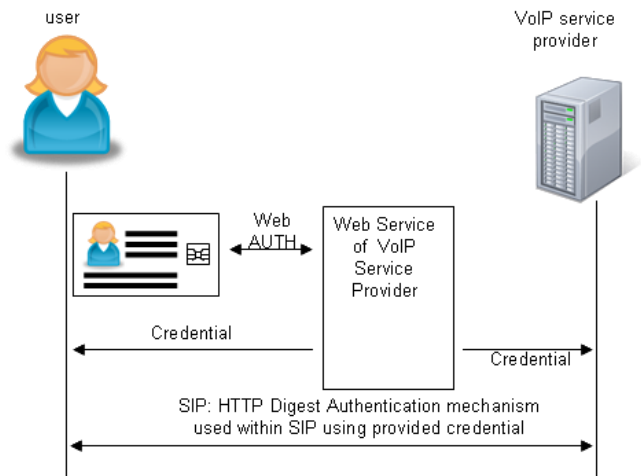 user
VoIP service
provider
Web
AUTH
Web Service
of VoIP
Service
Provider
Credential
Credential
SIP: HTTP Digest Authentication mechanism
used within SIP using provided credential